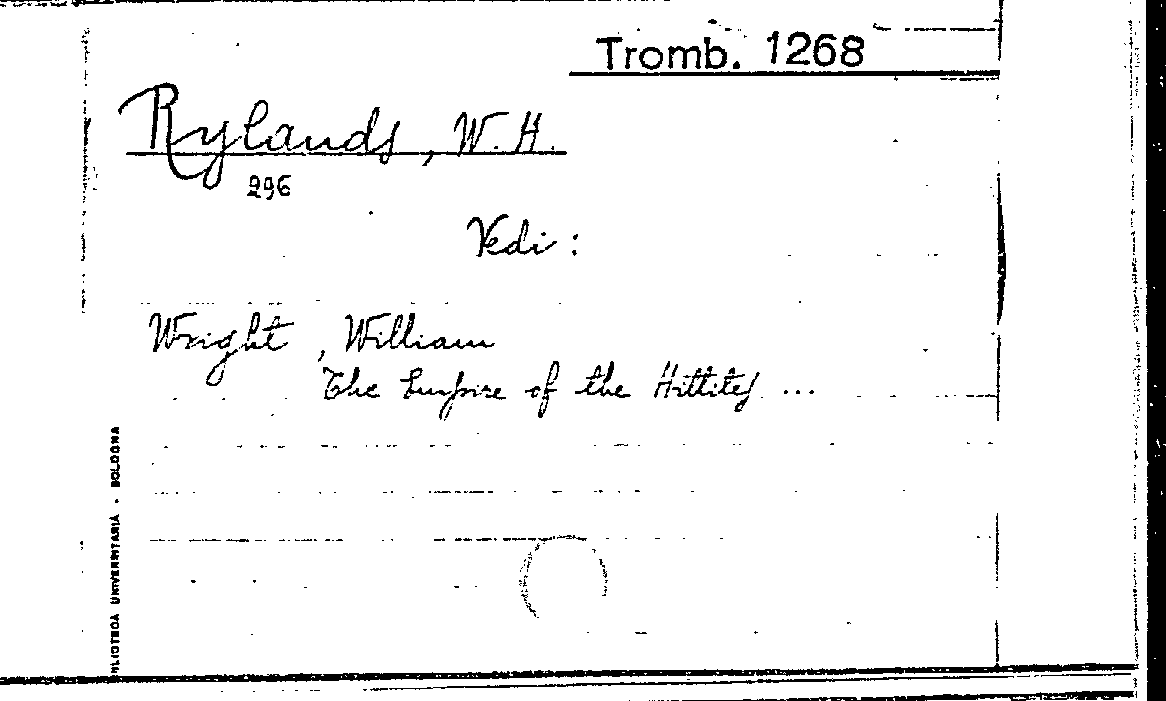 Tromb. 1268
Rylands, W. H.
296
Vedi:
Wright, William
The Empire of the Hittites ...
BIBLIOTECA UNIVERSITARIA - BOLOGNA